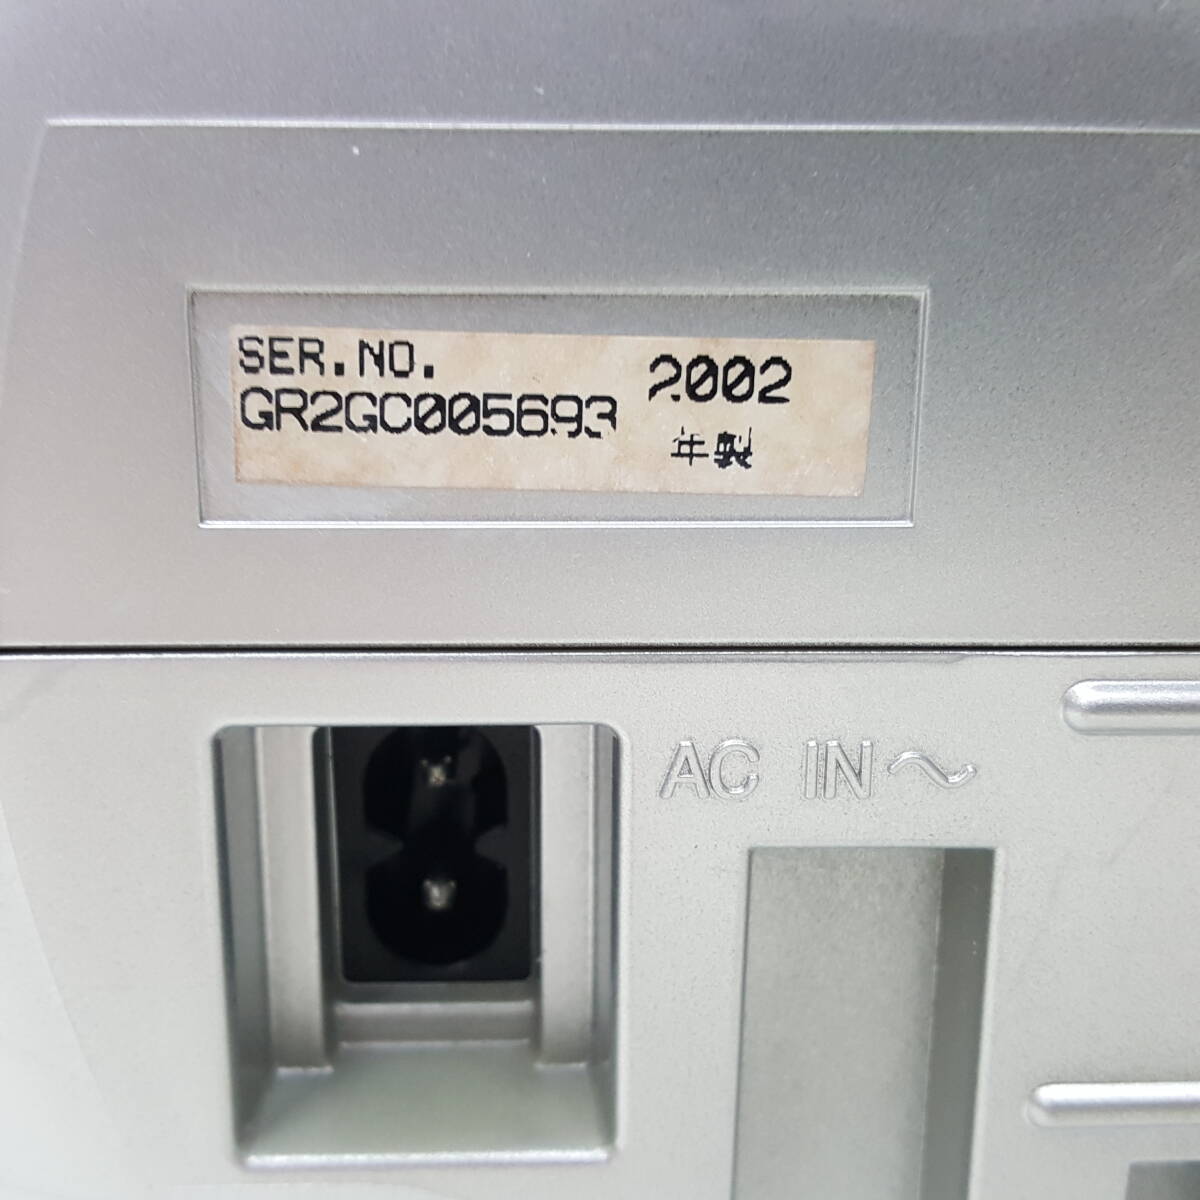 SER.NO.
GR2GC005693
2002
年製
AC IN ~